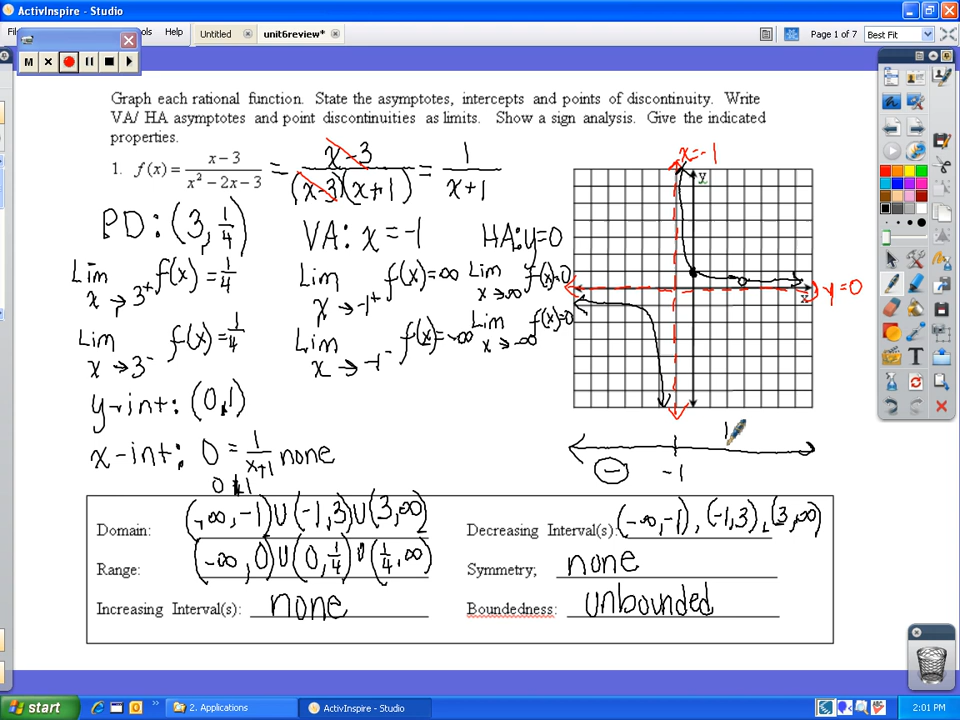 ActivInspire - Studio
ols Help Untitled unit6review* Page 1 of 7 Best Fit
M
Graph each rational function. State the asymptotes, intercepts and points of discontinuity. Write
VA/ HA asymptotes and point discontinuities as limits. Show a sign analysis. Give the indicated
properties.
1. f(x) = (x-3)/(x² - 2x - 3) = (x-3)/((x-3)(x+1)) = 1/(x+1)
x=-1
y
PD: (3, 1/4) VA: x = -1 HA: y=0
y=0
x
Lim x→3⁺ f(x) = 1/4 Lim x→-1⁺ f(x)=∞ Lim x→∞ f(x)=0
Lim x→3⁻ f(x) = 1/4 Lim x→-1⁻ f(x)=-∞ Lim x→-∞ f(x)=0
y-int: (0,1)
x-int: 0 = 1/(x+1) none
0 ≠ 1
− -1
Domain: (-∞,-1)∪(-1,3)∪(3,∞) Decreasing Interval(s): (-∞,-1), (-1,3), (3,∞)
Range: (-∞,0)∪(0,1/4)∪(1/4,∞) Symmetry; none
Increasing Interval(s): none Boundedness: unbounded
start 2. Applications ActivInspire - Studio 2:01 PM